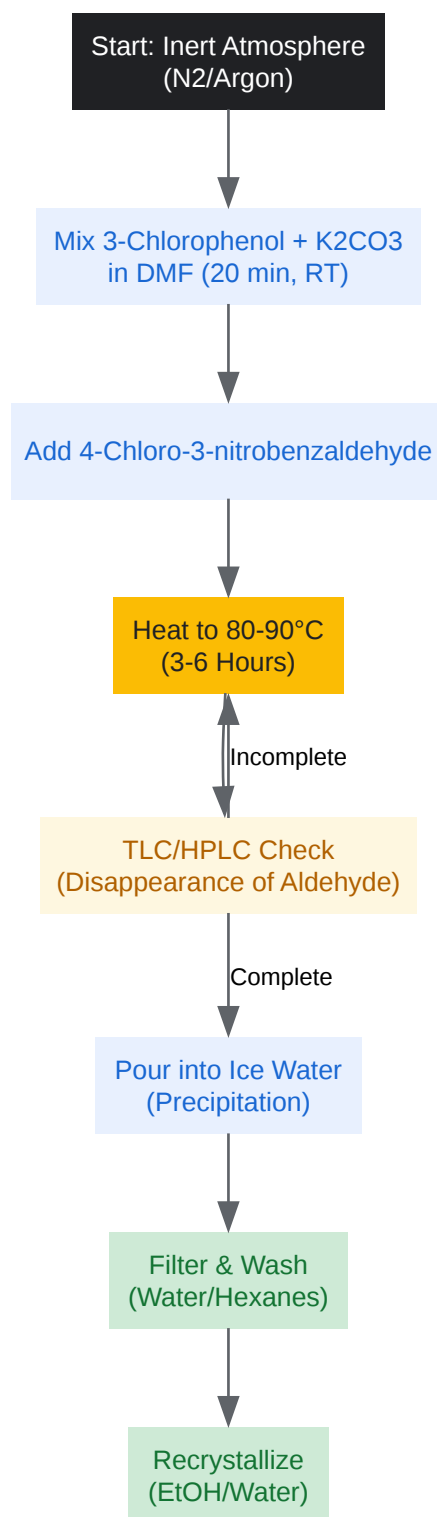 Start: Inert Atmosphere
(N2/Argon)
Mix 3-Chlorophenol + K2CO3
in DMF (20 min, RT)
Add 4-Chloro-3-nitrobenzaldehyde
Heat to 80-90°C
(3-6 Hours)
Incomplete
TLC/HPLC Check
(Disappearance of Aldehyde)
Complete
Pour into Ice Water
(Precipitation)
Filter & Wash
(Water/Hexanes)
Recrystallize
(EtOH/Water)